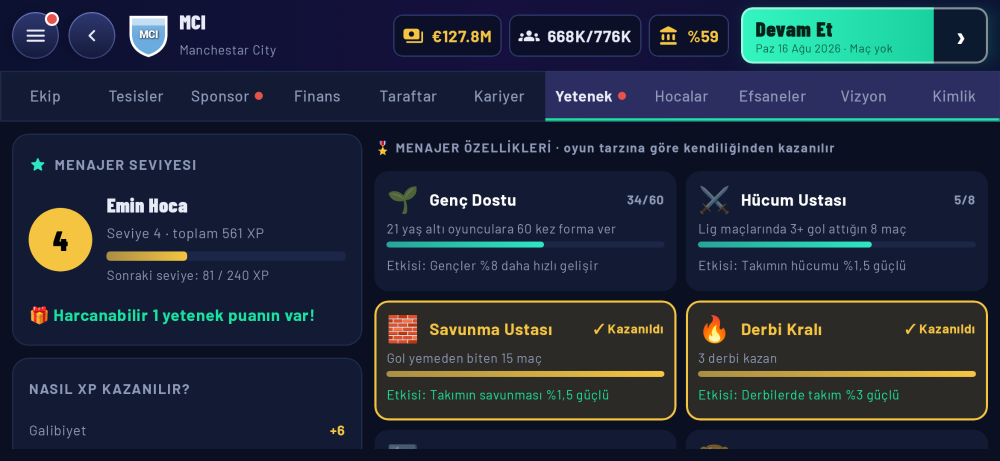 MCI
MCI
Manchestar City
€127.8M
668K/776K
%59
Devam Et
Paz 16 Ağu 2026 · Maç yok
Ekip
Tesisler
Sponsor
Finans
Taraftar
Kariyer
Yetenek
Hocalar
Efsaneler
Vizyon
Kimlik
MENAJER SEVIYESI
Emin Hoca
4
Seviye 4 · toplam 561 XP
Sonraki seviye: 81 / 240 XP
Harcanabilir 1 yetenek puanın var!
NASIL XP KAZANILIR?
Galibiyet +6
MENAJER ÖZELLİKLERİ · oyun tarzına göre kendiliğinden kazanılır
Genç Dostu 34/60
21 yaş altı oyunculara 60 kez forma ver
Etkisi: Gençler %8 daha hızlı gelişir
Hücum Ustası 5/8
Lig maçlarında 3+ gol attığın 8 maç
Etkisi: Takımın hücumu %1,5 güçlü
Savunma Ustası ✓ Kazanıldı
Gol yemeden biten 15 maç
Etkisi: Takımın savunması %1,5 güçlü
Derbi Kralı ✓ Kazanıldı
3 derbi kazan
Etkisi: Derbilerde takım %3 güçlü